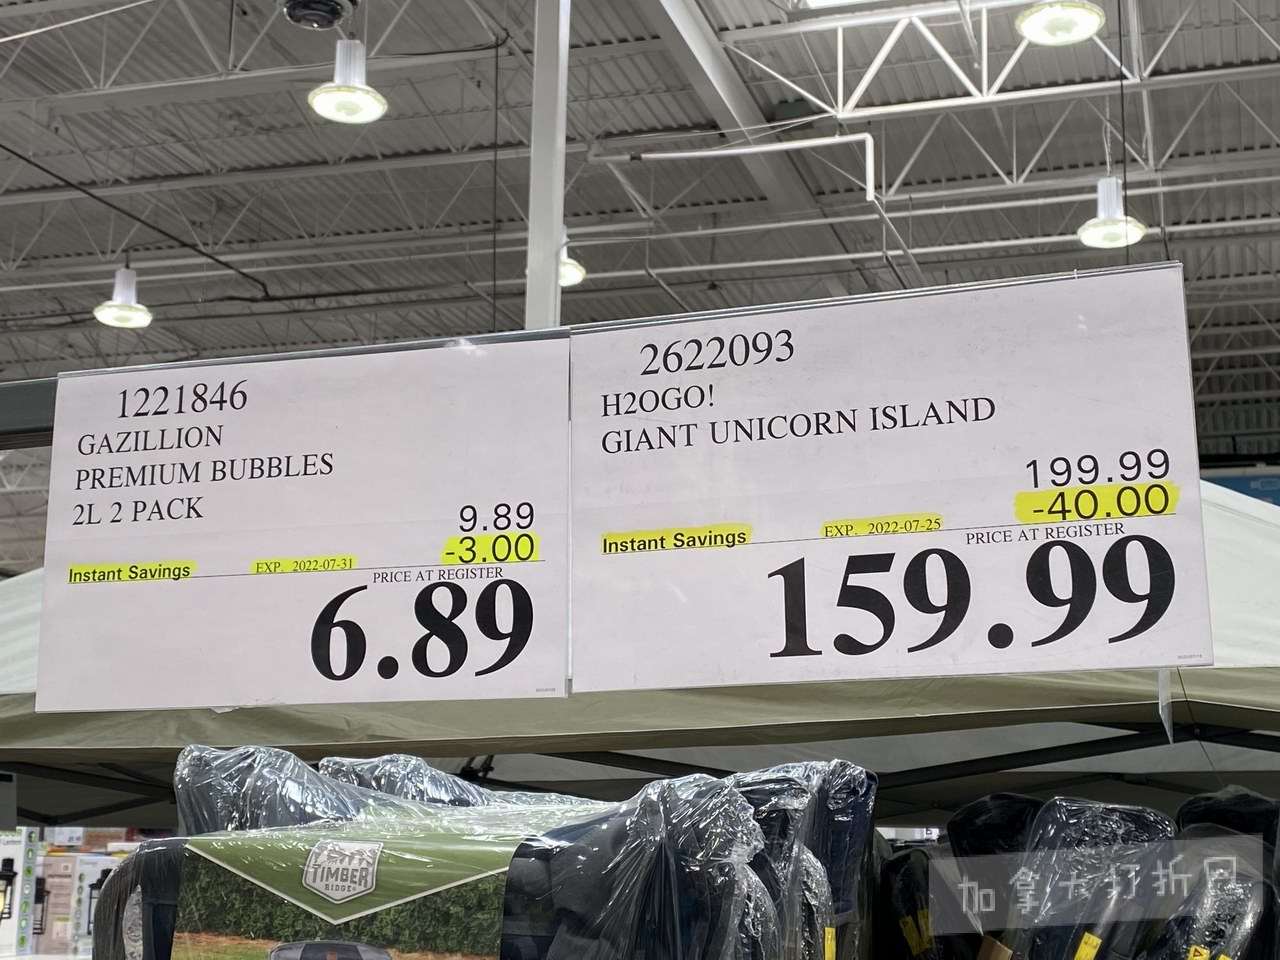 1221846
GAZILLION
PREMIUM BUBBLES
2L 2 PACK
9.89
-3.00
Instant Savings EXP. 2022-07-31
PRICE AT REGISTER
6.89
2622093
H2OGO!
GIANT UNICORN ISLAND
199.99
-40.00
Instant Savings EXP. 2022-07-25
PRICE AT REGISTER
159.99
TIMBER
RIDGE
加拿大打折网